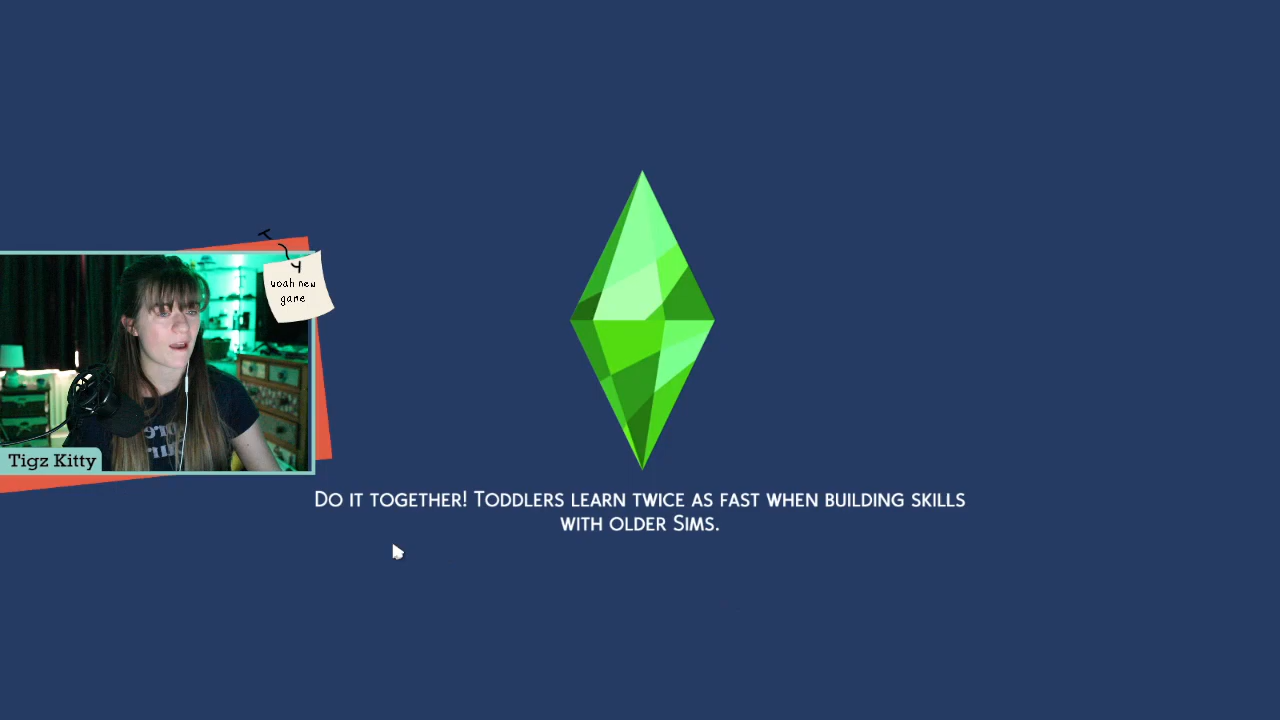 woah new
game
Tigz Kitty
DO IT TOGETHER! TODDLERS LEARN TWICE AS FAST WHEN BUILDING SKILLS
WITH OLDER SIMS.